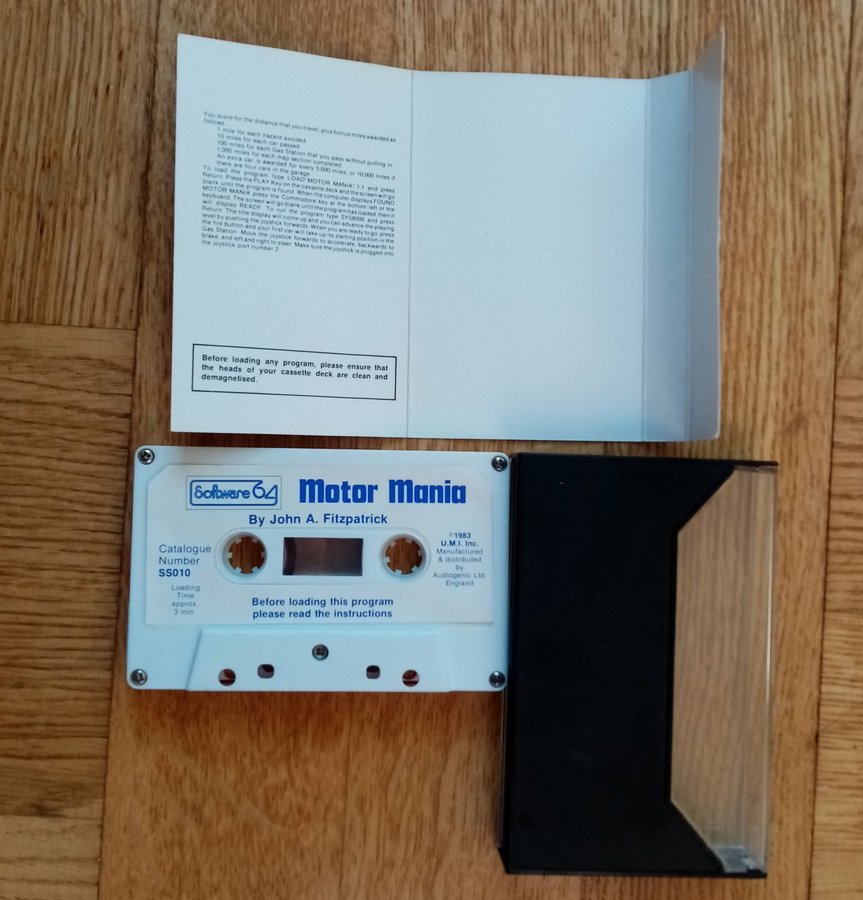 You score for the distance that you travel, plus bonus miles awarded as
follows.
1 mile for each hazard avoided
10 miles for each car passed
100 miles for each Gas Station that you pass without pulling in.
1,000 miles for each map section completed
An extra car is awarded for every 5,000 miles, or 10,000 miles if
there are four cars in the garage.
To load the program type LOAD"MOTOR MANIA" 1,1 and press
Return. Press the PLAY Key on the cassette deck and the screen will go
blank until the program is found. When the computer displays FOUND
MOTOR MANIA press the Commodore key at the bottom left of the
keyboard. The screen will go blank until the program has loaded, then it
will display READY. To run the program type SYS8000 and press
Return. The title display will come up and you can advance the playing
level by pushing the joystick forwards. When you are ready to go, press
the fire button and your first car will take up its starting position in the
Gas Station. Move the joystick forwards to accelerate, backwards to
brake, and left and right to steer. Make sure the joystick is plugged into
the joystick port number 2
Before loading any program, please ensure that
the heads of your cassette deck are clean and
demagnetised.
Software 64
Motor Mania
By John A. Fitzpatrick
Catalogue
Number
SS010
Loading
Time
approx
3 min
©1983
U.M.I. Inc.
Manufactured
& distributed
by
Audiogenic Ltd.
England
Before loading this program
please read the instructions